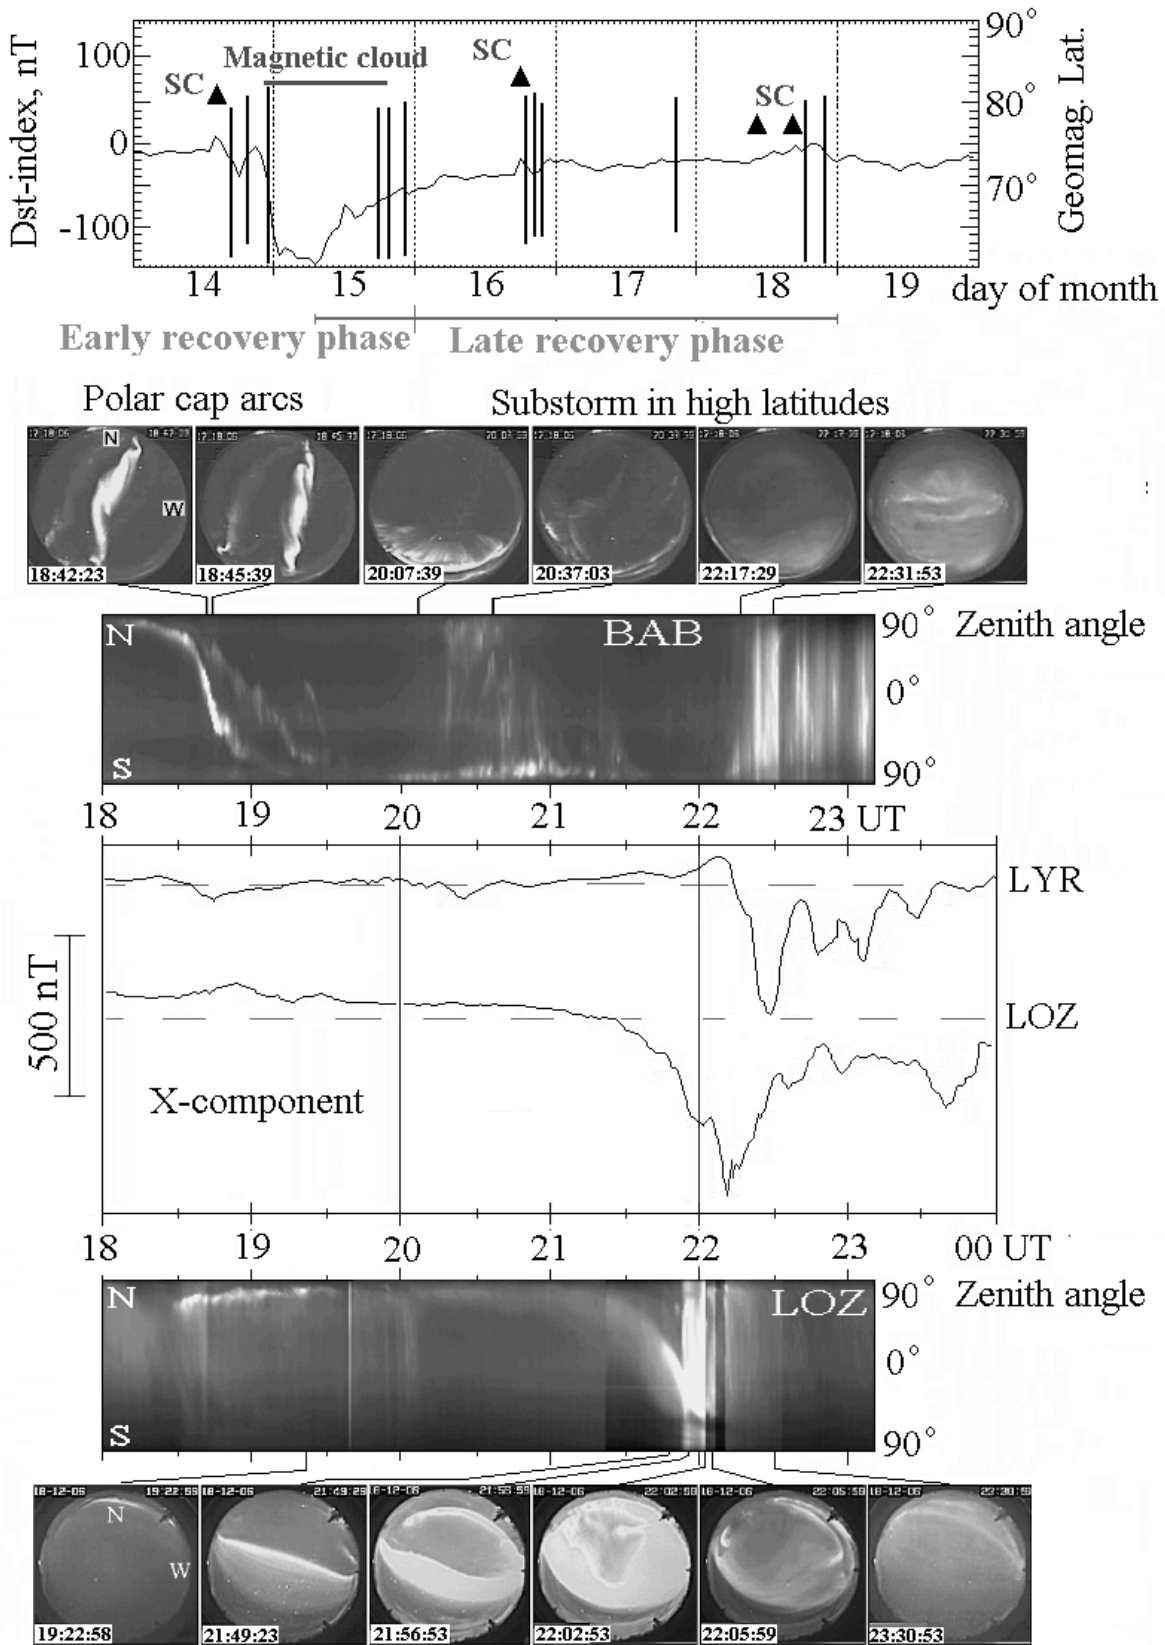 Dst-index, nT
100
0
-100
SC
Magnetic cloud
SC
SC
90°
80°
70°
Geomag. Lat.
14
15
16
17
18
19
day of month
Early recovery phase
Late recovery phase
Polar cap arcs
Substorm in high latitudes
N
W
18:42:23
18:45:39
20:07:39
20:37:03
22:17:29
22:31:53
N
BAB
S
90°
Zenith angle
0°
90°
18
19
20
21
22
23 UT
LYR
500 nT
LOZ
X-component
18
19
20
21
22
23
00 UT
N
LOZ
S
90°
Zenith angle
0°
90°
N
W
19:22:58
21:49:23
21:56:53
22:02:53
22:05:59
23:30:53